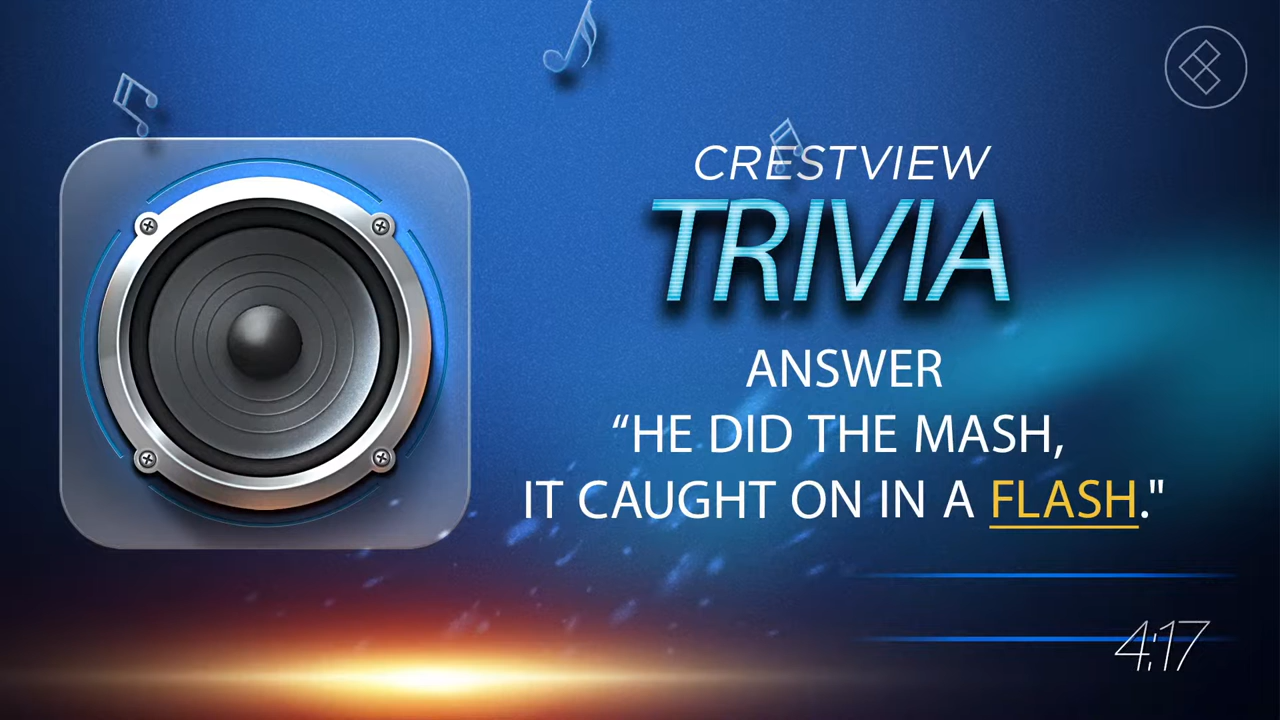 CRESTVIEW
TRIVIA
ANSWER
“HE DID THE MASH,
IT CAUGHT ON IN A FLASH."
4:17